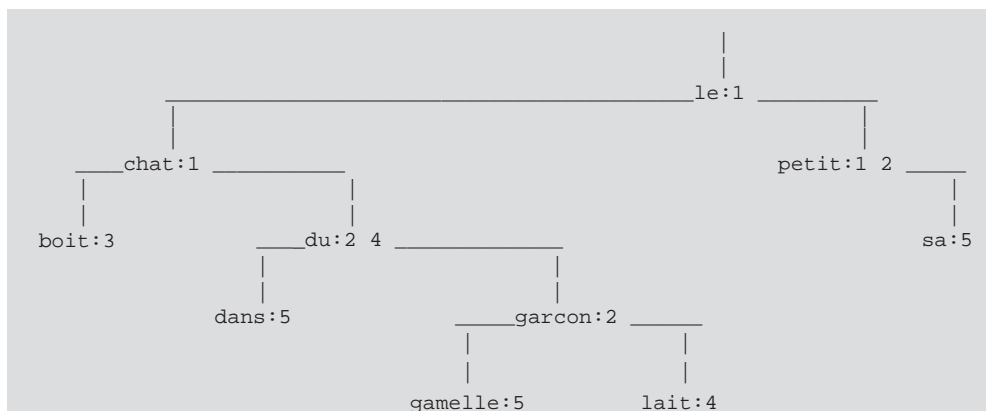 le:1
chat:1 petit:1 2
boit:3 du:2 4 sa:5
dans:5 garcon:2
gamelle:5 lait:4